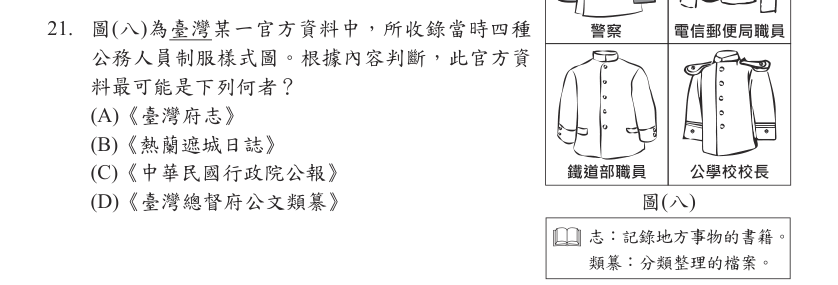 21. 圖(八)為臺灣某一官方資料中，所收錄當時四種
公務人員制服樣式圖。根據內容判斷，此官方資
料最可能是下列何者？
(A)《臺灣府志》
(B)《熱蘭遮城日誌》
(C)《中華民國行政院公報》
(D)《臺灣總督府公文類纂》
警察
電信郵便局職員
鐵道部職員
公學校校長
圖(八)
志：記錄地方事物的書籍。
類纂：分類整理的檔案。